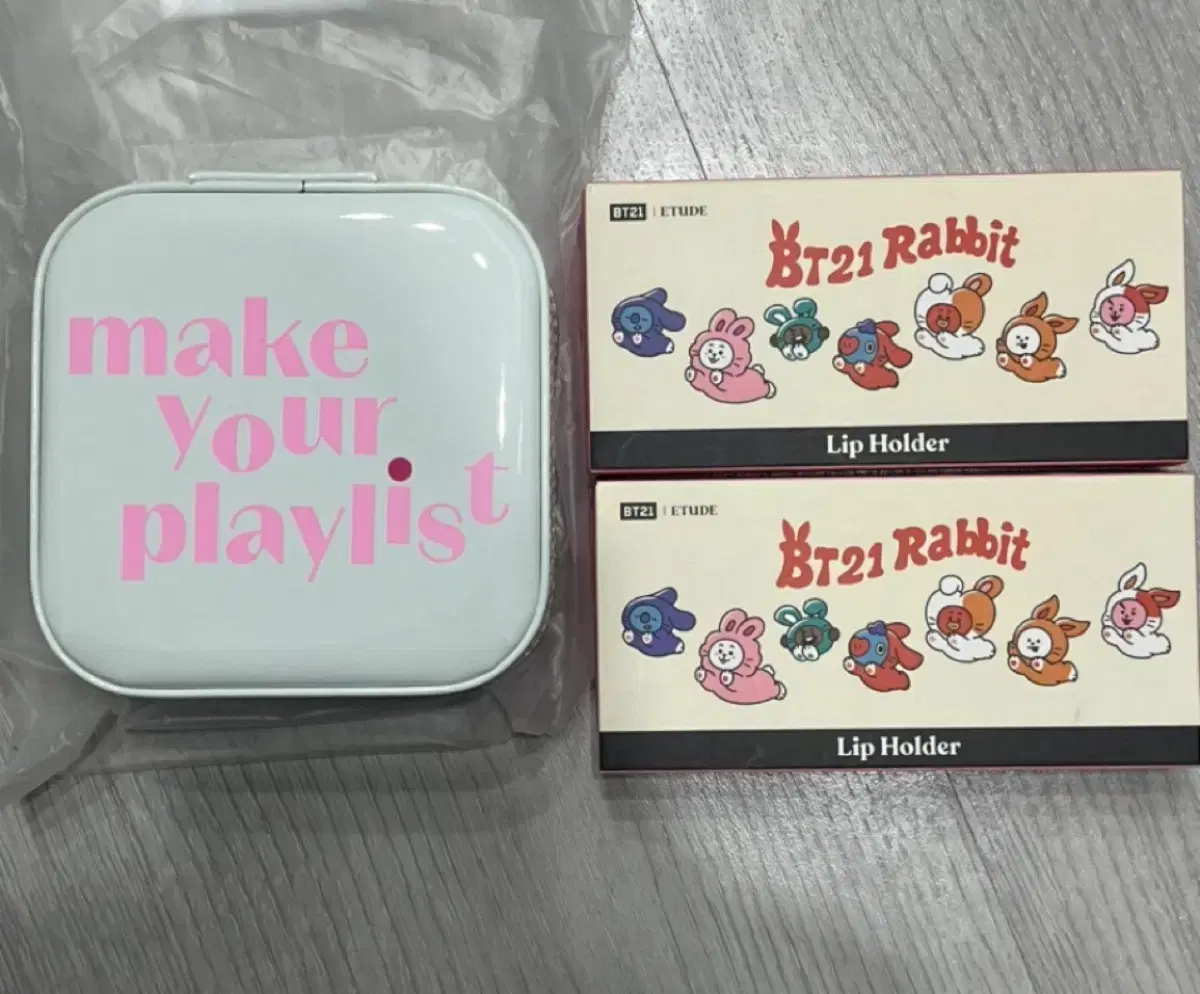 make
your
playlist
BT21 | ETUDE
BT21 Rabbit
Lip Holder
BT21 | ETUDE
BT21 Rabbit
Lip Holder